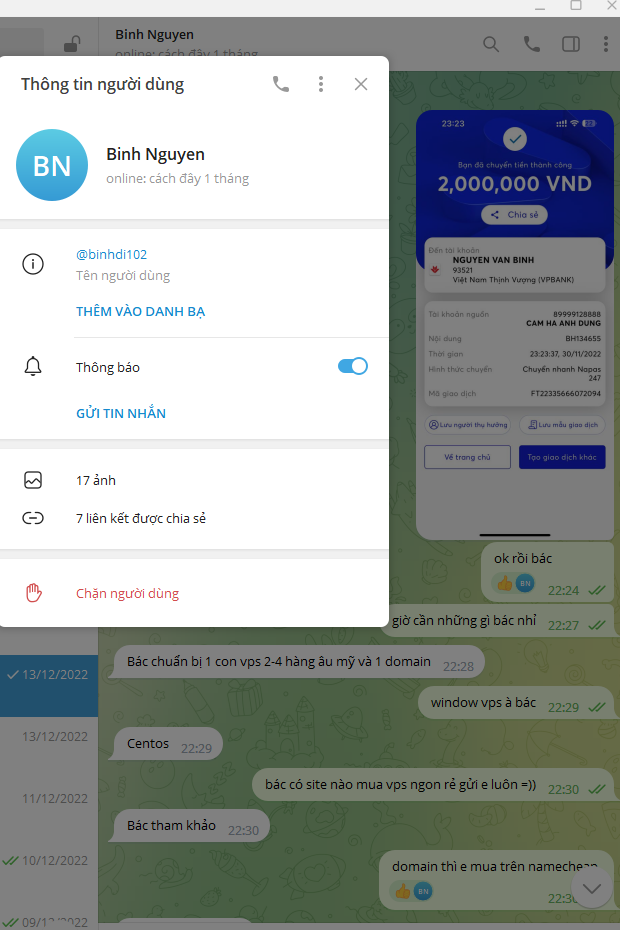 Binh Nguyen
online: cách đây 1 tháng
Thông tin người dùng
BN
Binh Nguyen
online: cách đây 1 tháng
@binhdi102
Tên người dùng
THÊM VÀO DANH BẠ
Thông báo
GỬI TIN NHẮN
17 ảnh
7 liên kết được chia sẻ
Chặn người dùng
13/12/2022
13/12/2022
11/12/2022
10/12/2022
09/12/2022
23:23
Bạn đã chuyển tiền thành công
2,000,000 VND
Chia sẻ
Đến tài khoản
NGUYEN VAN BINH
93521
Việt Nam Thịnh Vượng (VPBANK)
Tài khoản nguồn 89999128888
CAM HA ANH DUNG
Nội dung BH134655
Thời gian 23:23:37, 30/11/2022
Hình thức chuyển Chuyển nhanh Napas
247
Mã giao dịch FT22335666072094
Lưu người thụ hưởng Lưu mẫu giao dịch
Về trang chủ Tạo giao dịch khác
ok rồi bác
BN 22:24
giờ cần những gì bác nhỉ 22:27
Bác chuẩn bị 1 con vps 2-4 hàng âu mỹ và 1 domain 22:28
window vps à bác 22:29
Centos 22:29
bác có site nào mua vps ngon rẻ gửi e luôn =)) 22:30
Bác tham khảo 22:30
domain thì e mua trên namecheap
BN